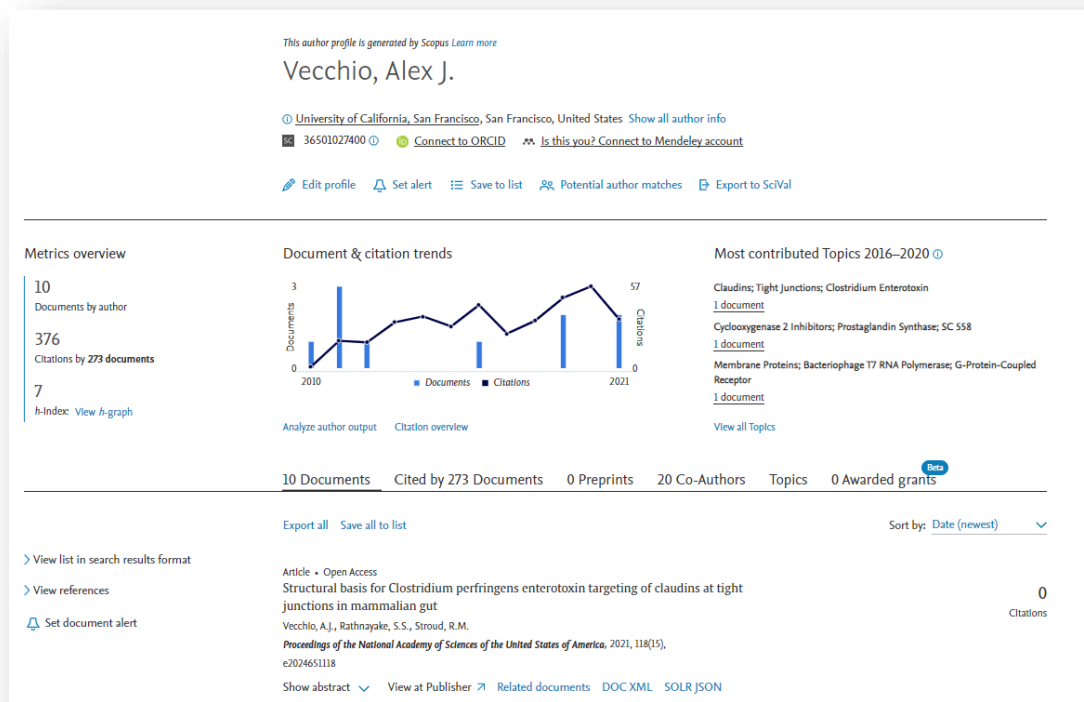 This author profile is generated by Scopus Learn more
Vecchio, Alex J.
University of California, San Francisco, San Francisco, United States Show all author info
SC 36501027400
iD Connect to ORCID Is this you? Connect to Mendeley account
Edit profile Set alert Save to list Potential author matches Export to SciVal
Metrics overview
10
Documents by author
376
Citations by 273 documents
7
h-Index: View h-graph
Document & citation trends
3
57
Documents
Citations
0
0
2010
2021
Documents Citations
Analyze author output Citation overview
Most contributed Topics 2016–2020
Claudins; Tight Junctions; Clostridium Enterotoxin
1 document
Cyclooxygenase 2 Inhibitors; Prostaglandin Synthase; SC 558
1 document
Membrane Proteins; Bacteriophage T7 RNA Polymerase; G-Protein-Coupled
Receptor
1 document
View all Topics
Beta
10 Documents Cited by 273 Documents 0 Preprints 20 Co-Authors Topics 0 Awarded grants
Export all Save all to list
Sort by: Date (newest)
View list in search results format
View references
Set document alert
Article • Open Access
Structural basis for Clostridium perfringens enterotoxin targeting of claudins at tight
junctions in mammalian gut
Vecchio, A.J., Rathnayake, S.S., Stroud, R.M.
Proceedings of the National Academy of Sciences of the United States of America, 2021, 118(15),
e2024651118
0
Citations
Show abstract View at Publisher Related documents DOC XML SOLR JSON